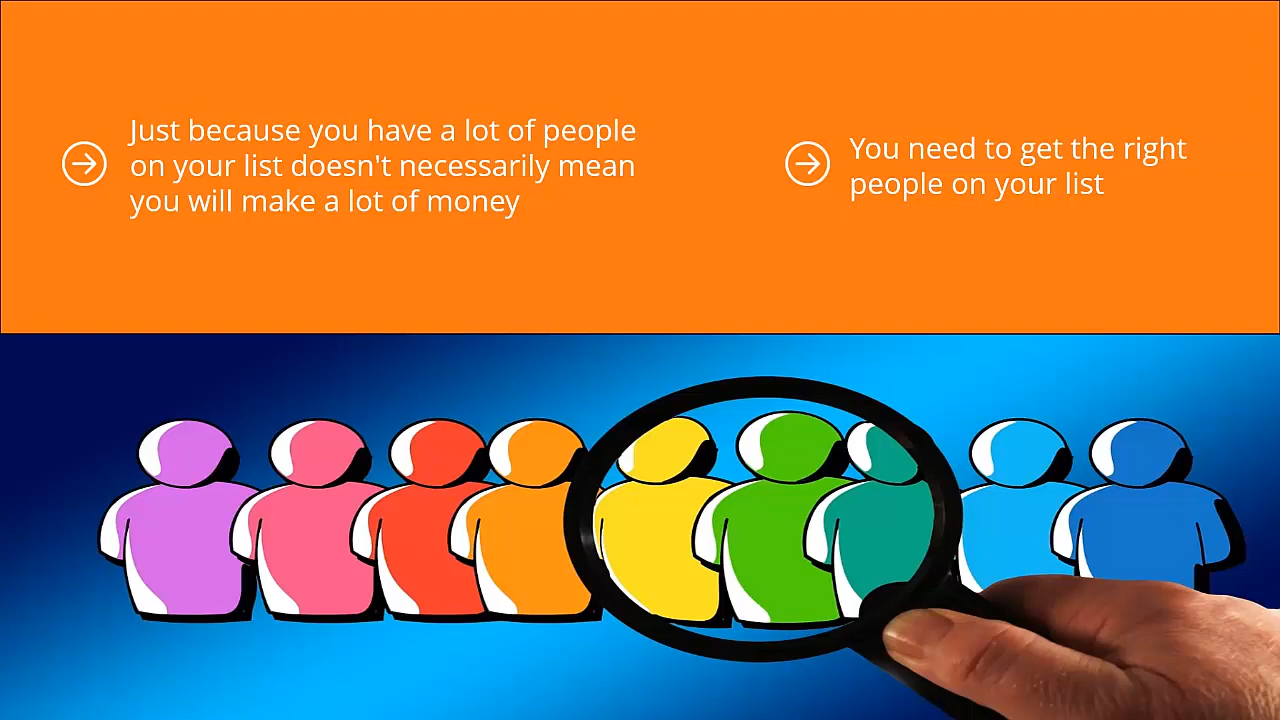 Just because you have a lot of people
on your list doesn't necessarily mean
you will make a lot of money
You need to get the right
people on your list